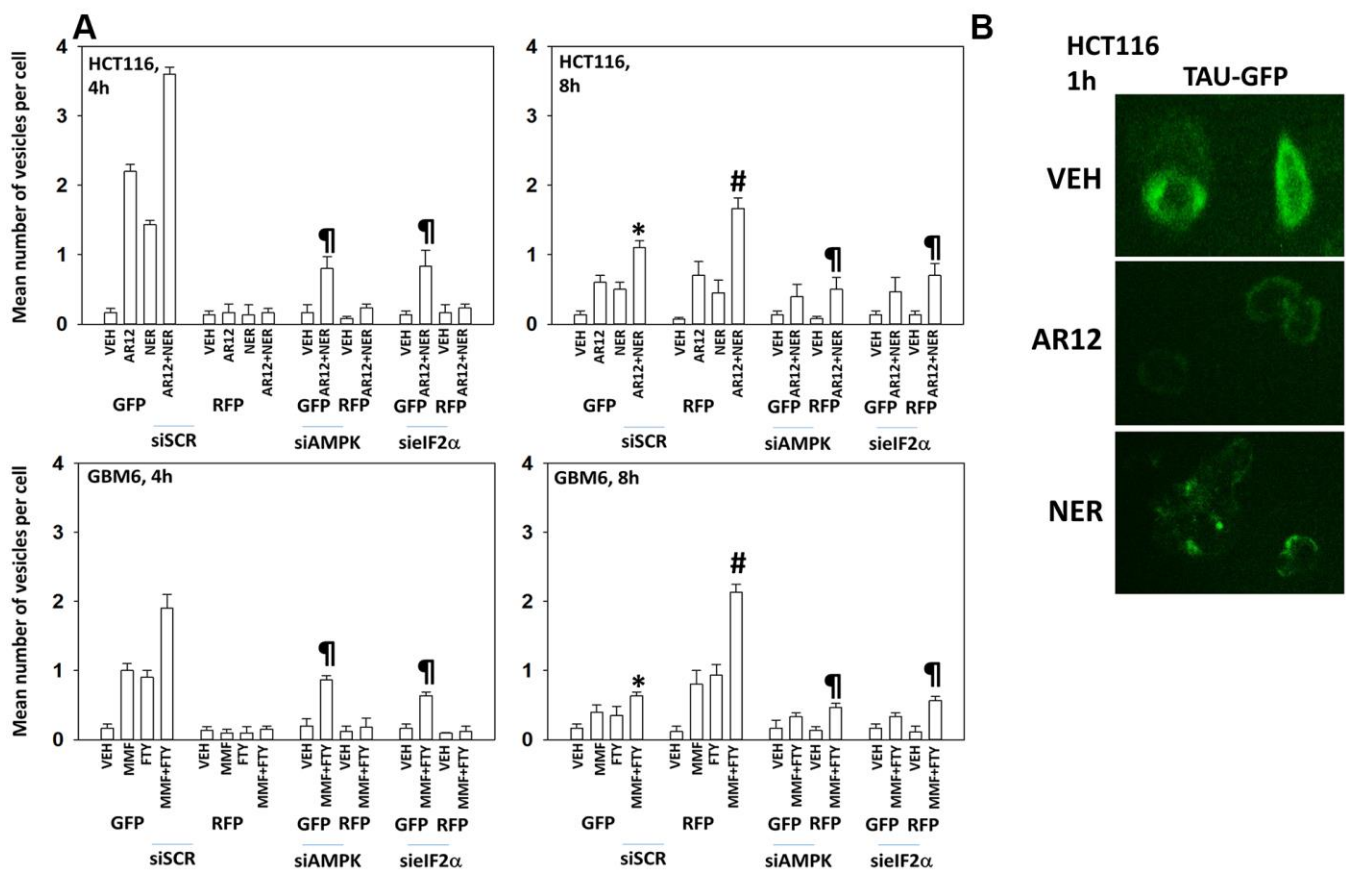 A
B
Mean number of vesicles per cell
4
3
2
1
0
HCT116,
4h
¶
¶
VEH
AR12
NER
AR12+NER
VEH
AR12
NER
AR12+NER
VEH
AR12+NER
VEH
AR12+NER
VEH
AR12+NER
VEH
AR12+NER
GFP
RFP
GFP RFP
GFP RFP
siSCR
siAMPK
sieIF2α
4
3
2
1
0
HCT116,
8h
*
#
¶
¶
VEH
AR12
NER
AR12+NER
VEH
AR12
NER
AR12+NER
VEH
AR12+NER
VEH
AR12+NER
VEH
AR12+NER
VEH
AR12+NER
GFP
RFP
GFP RFP
GFP RFP
siSCR
siAMPK
sieIF2α
Mean number of vesicles per cell
4
3
2
1
0
GBM6, 4h
¶
¶
VEH
MMF
FTY
MMF+FTY
VEH
MMF
FTY
MMF+FTY
VEH
MMF+FTY
VEH
MMF+FTY
VEH
MMF+FTY
VEH
MMF+FTY
GFP
RFP
GFP RFP
GFP RFP
siSCR
siAMPK
sieIF2α
4
3
2
1
0
GBM6, 8h
*
#
¶
¶
VEH
MMF
FTY
MMF+FTY
VEH
MMF
FTY
MMF+FTY
VEH
MMF+FTY
VEH
MMF+FTY
VEH
MMF+FTY
VEH
MMF+FTY
GFP
RFP
GFP RFP
GFP RFP
siSCR
siAMPK
sieIF2α
HCT116
1h
TAU-GFP
VEH
AR12
NER